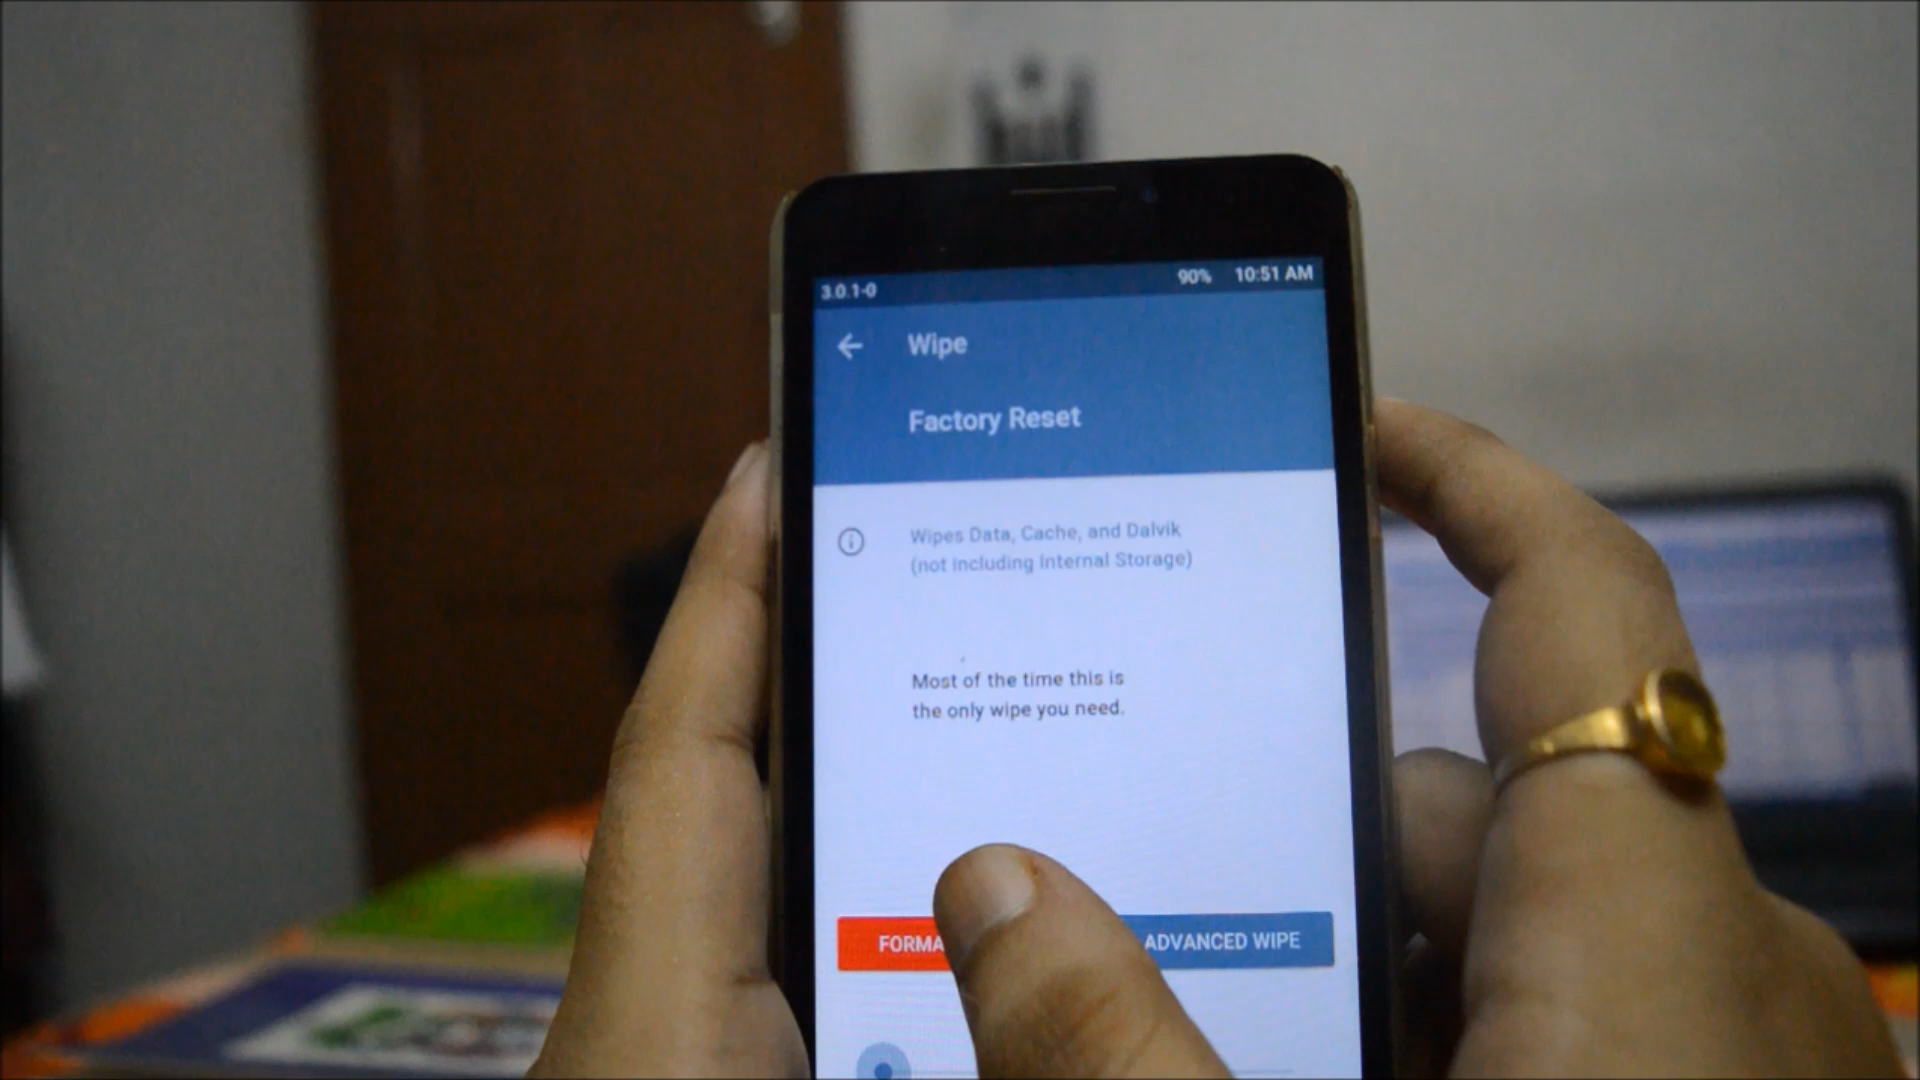 3.0.1-0 90% 10:51 AM
Wipe
Factory Reset
Wipes Data, Cache, and Dalvik
(not including Internal Storage)
Most of the time this is
the only wipe you need.
ADVANCED WIPE